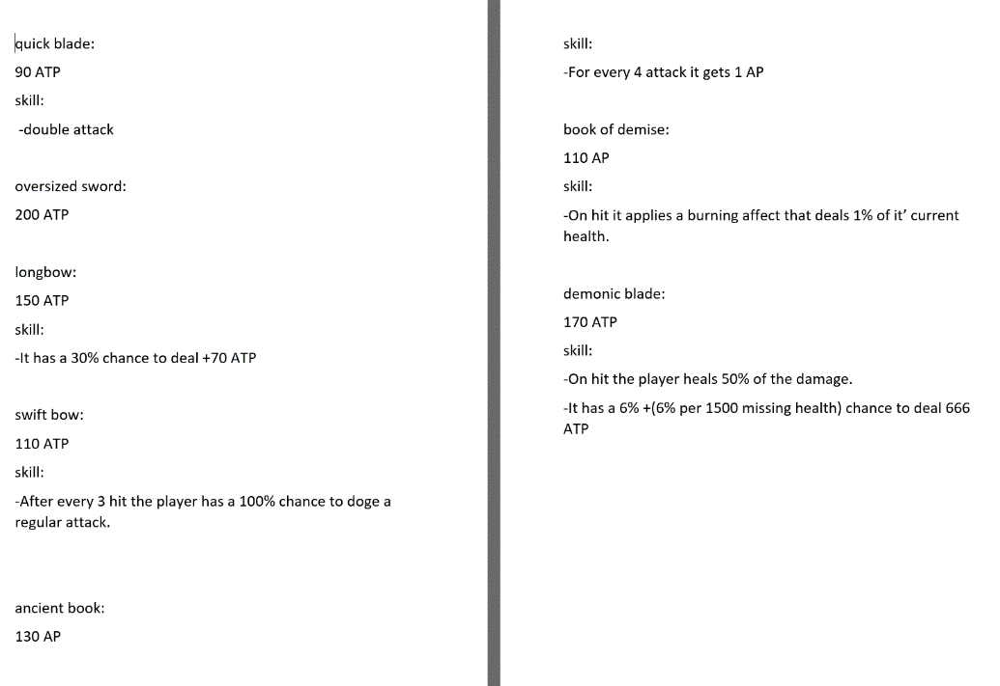 quick blade:
90 ATP
skill:
-double attack
oversized sword:
200 ATP
longbow:
150 ATP
skill:
-It has a 30% chance to deal +70 ATP
swift bow:
110 ATP
skill:
-After every 3 hit the player has a 100% chance to doge a
regular attack.
ancient book:
130 AP
skill:
-For every 4 attack it gets 1 AP
book of demise:
110 AP
skill:
-On hit it applies a burning affect that deals 1% of it’ current
health.
demonic blade:
170 ATP
skill:
-On hit the player heals 50% of the damage.
-It has a 6% +(6% per 1500 missing health) chance to deal 666
ATP